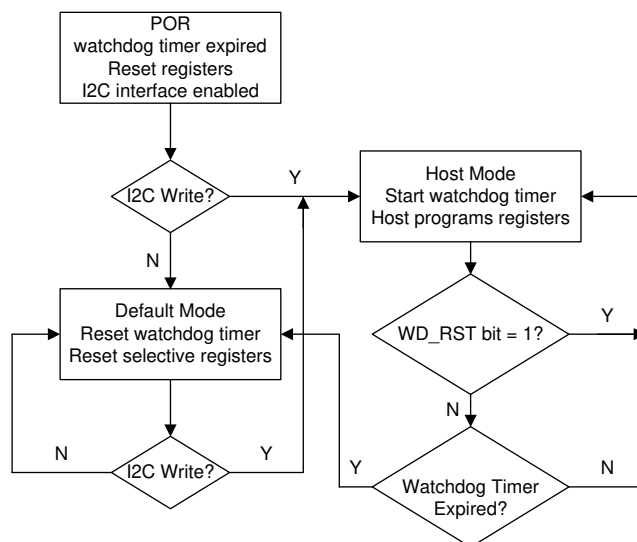 POR
watchdog timer expired
Reset registers
I2C interface enabled
I2C Write?
Y
N
Host Mode
Start watchdog timer
Host programs registers
Default Mode
Reset watchdog timer
Reset selective registers
WD_RST bit = 1?
Y
N
I2C Write?
N
Y
Watchdog Timer
Expired?
Y
N